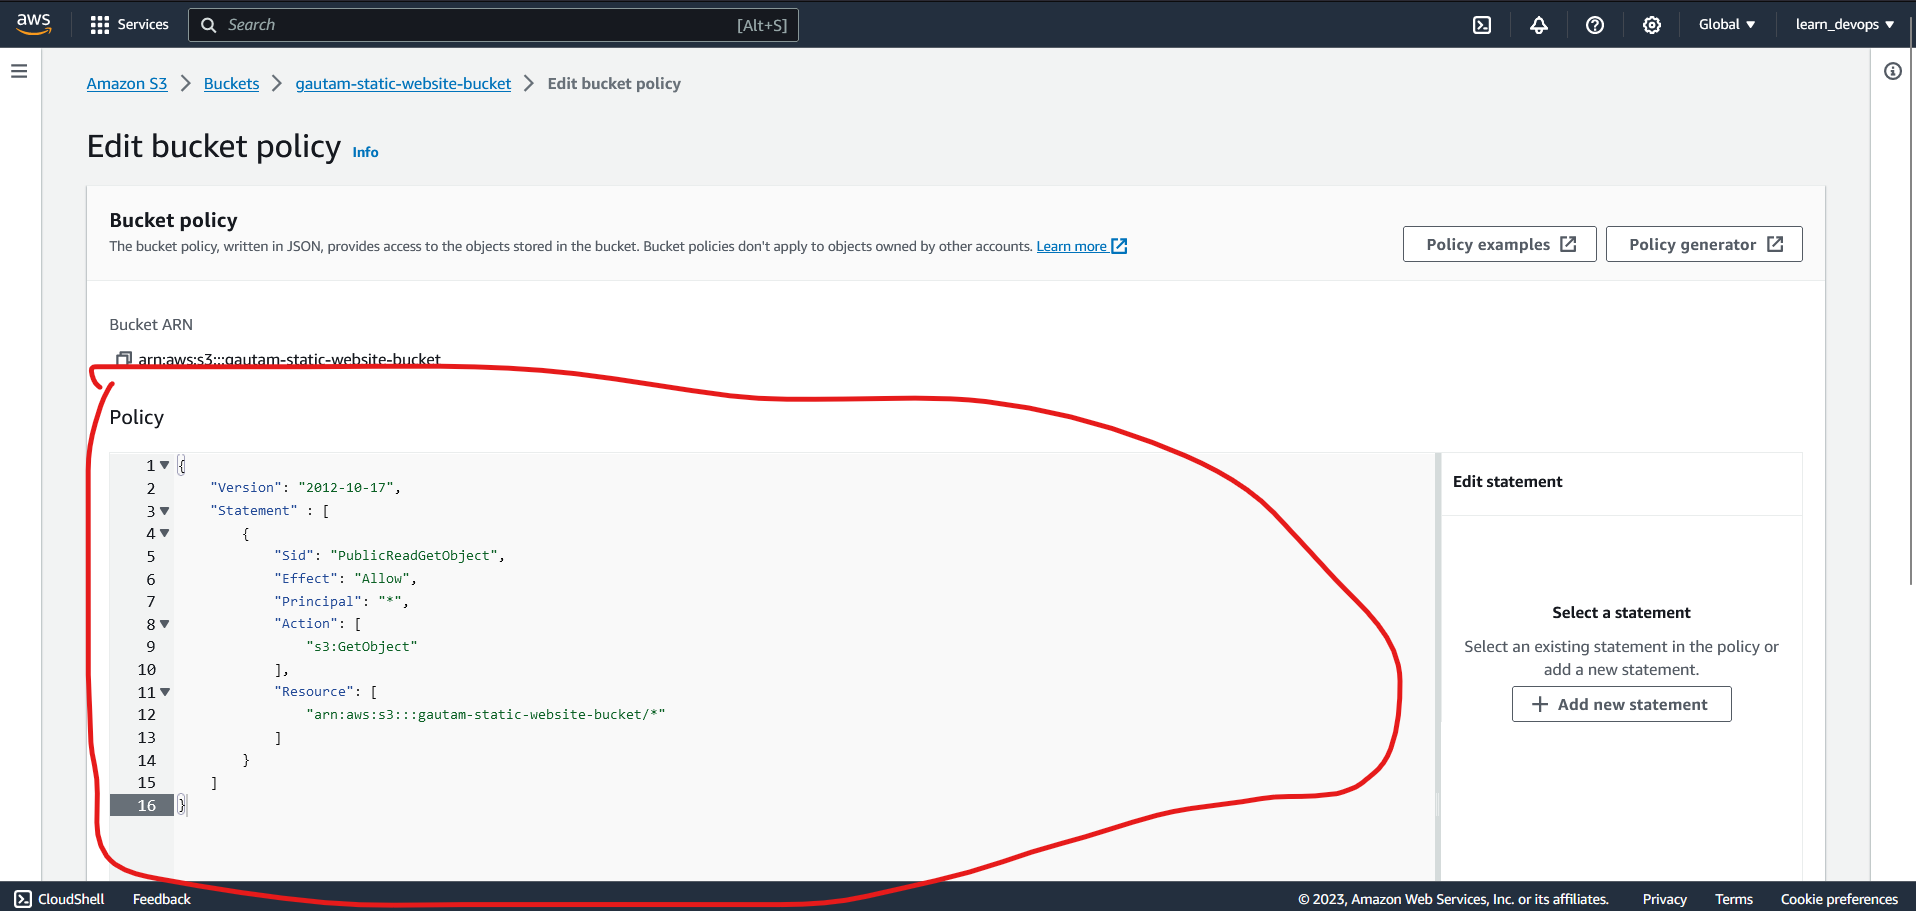 aws Services Search [Alt+S] Global learn_devops
Amazon S3 > Buckets > gautam-static-website-bucket > Edit bucket policy
Edit bucket policy Info
Bucket policy
The bucket policy, written in JSON, provides access to the objects stored in the bucket. Bucket policies don't apply to objects owned by other accounts. Learn more
Policy examples
Policy generator
Bucket ARN
arn:aws:s3:::gautam-static-website-bucket
Policy
1 {
2 "Version": "2012-10-17",
3 "Statement" : [
4 {
5 "Sid": "PublicReadGetObject",
6 "Effect": "Allow",
7 "Principal": "*",
8 "Action": [
9 "s3:GetObject"
10 ],
11 "Resource": [
12 "arn:aws:s3:::gautam-static-website-bucket/*"
13 ]
14 }
15 ]
16 }
Edit statement
Select a statement
Select an existing statement in the policy or
add a new statement.
+ Add new statement
CloudShell Feedback © 2023, Amazon Web Services, Inc. or its affiliates. Privacy Terms Cookie preferences